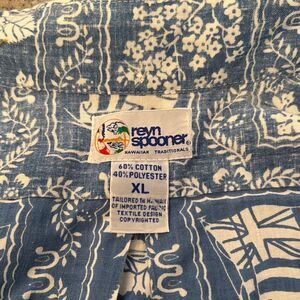 reyn
spooner®
HAWAIIAN TRADITIONALS
60% COTTON
40% POLYESTER
XL
TAILORED IN HAWAII
OF IMPORTED FABRIC
TEXTILE DESIGN
COPYRIGHTED